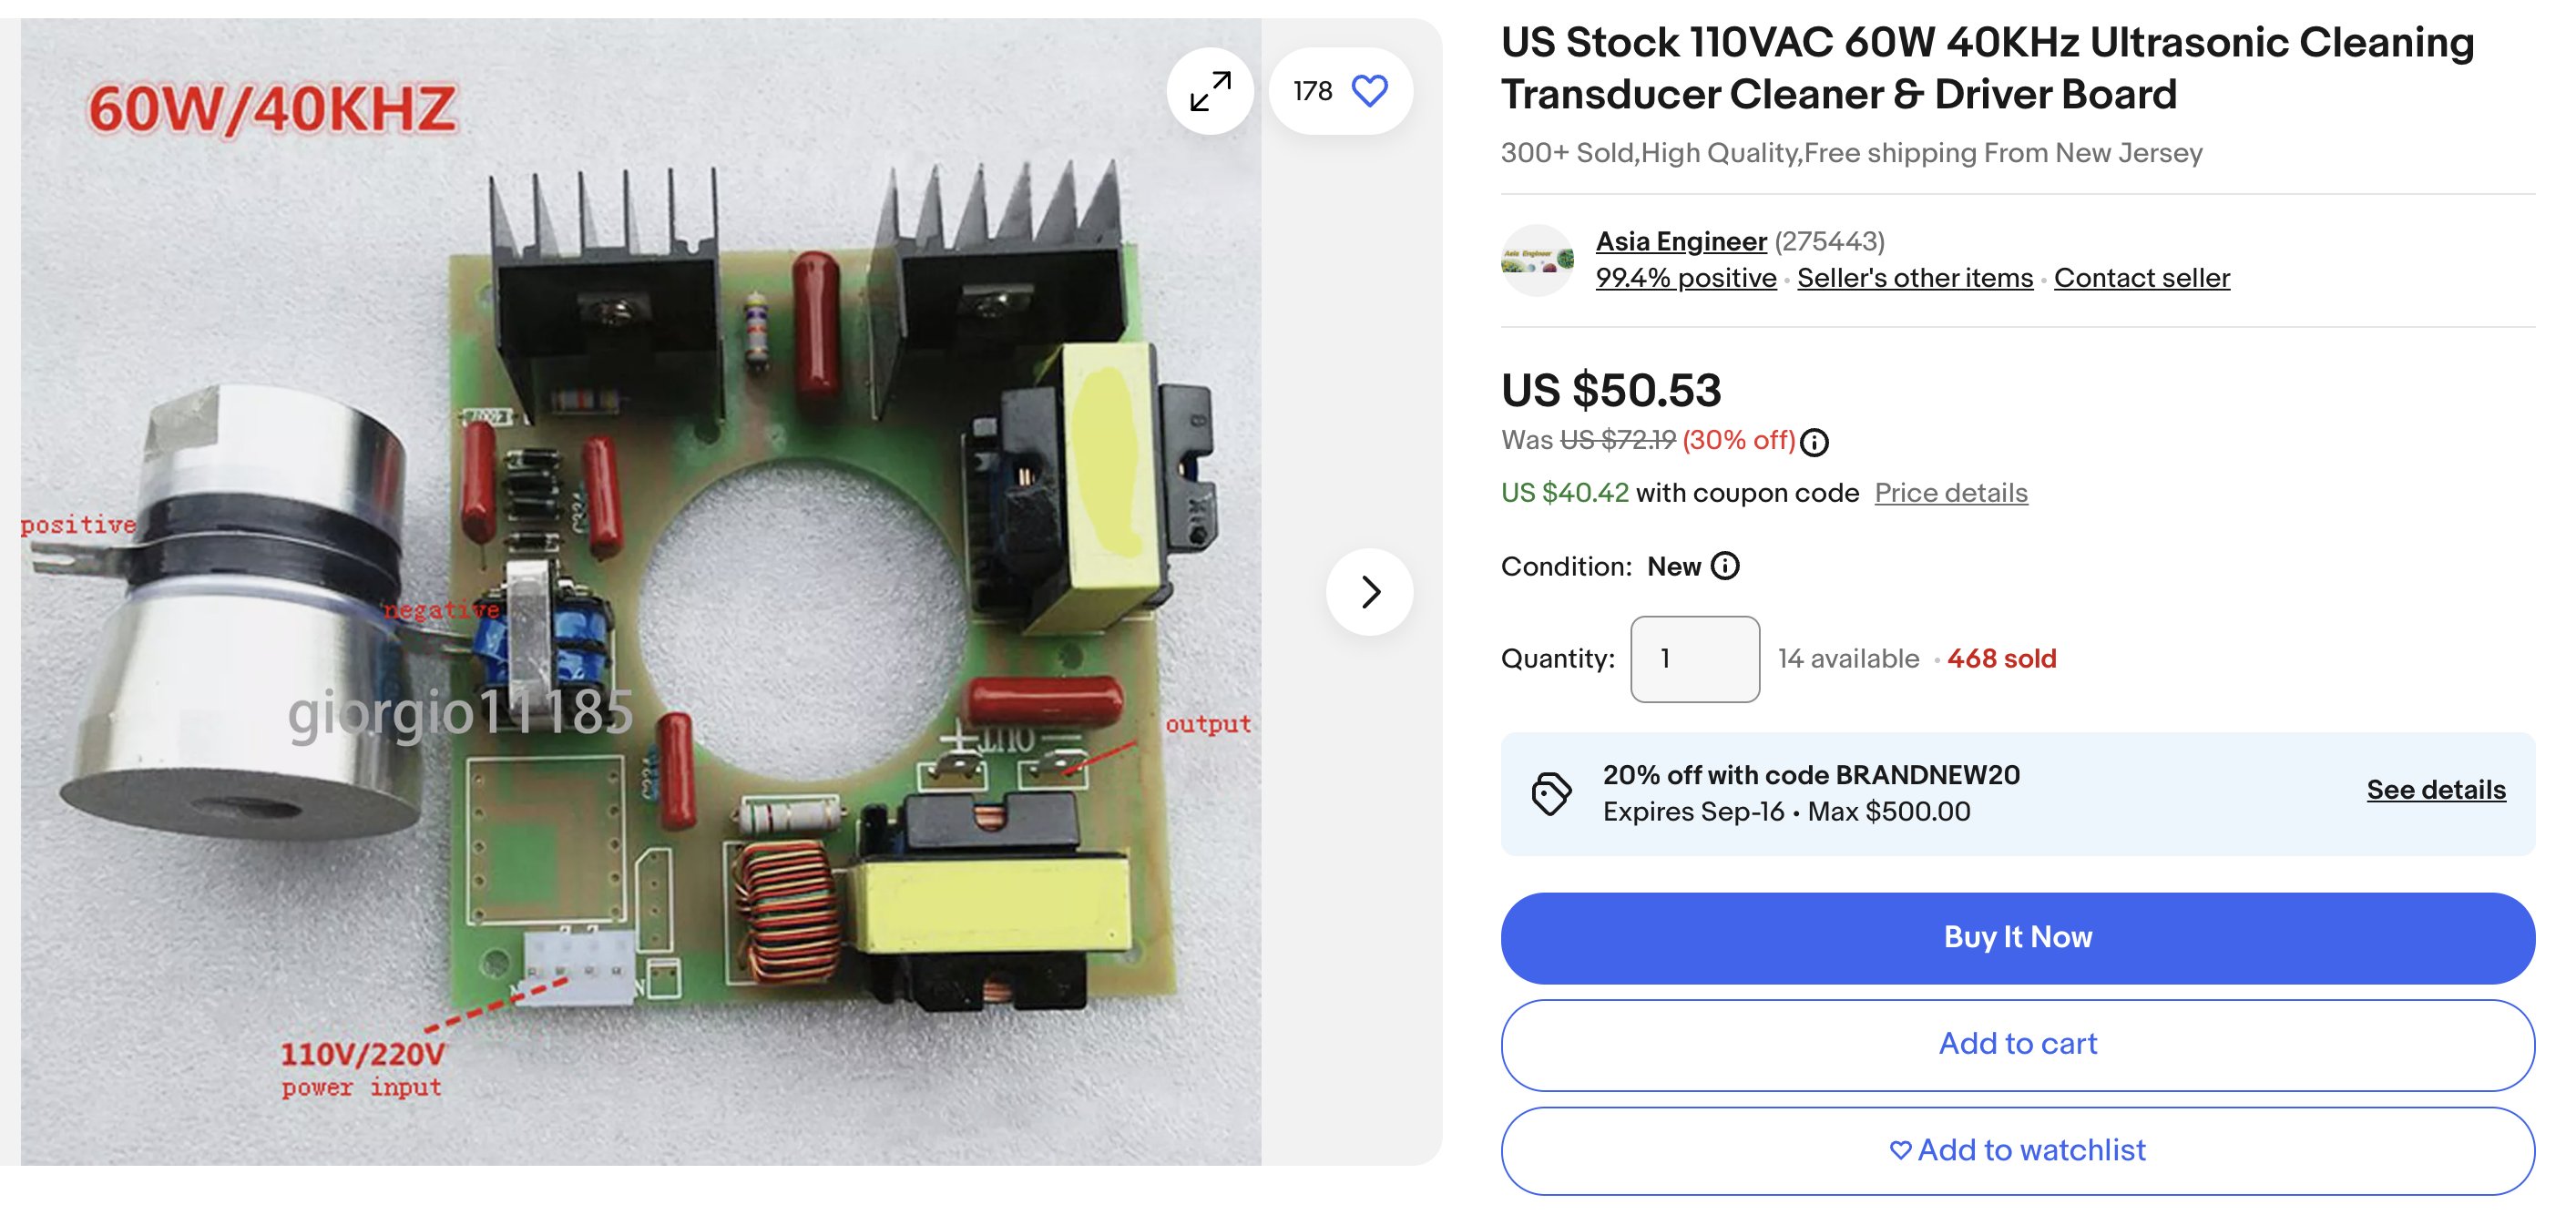 60W/40KHZ
178
positive
negative
giorgio11185
OUT
output
110V/220V
power input
US Stock 110VAC 60W 40KHz Ultrasonic Cleaning
Transducer Cleaner & Driver Board
300+ Sold,High Quality,Free shipping From New Jersey
Asia Engineer (275443)
99.4% positive · Seller's other items · Contact seller
US $50.53
Was US $72.19 (30% off)
US $40.42 with coupon code Price details
Condition: New
Quantity: 1 14 available · 468 sold
20% off with code BRANDNEW20
Expires Sep-16 • Max $500.00
See details
Buy It Now
Add to cart
Add to watchlist